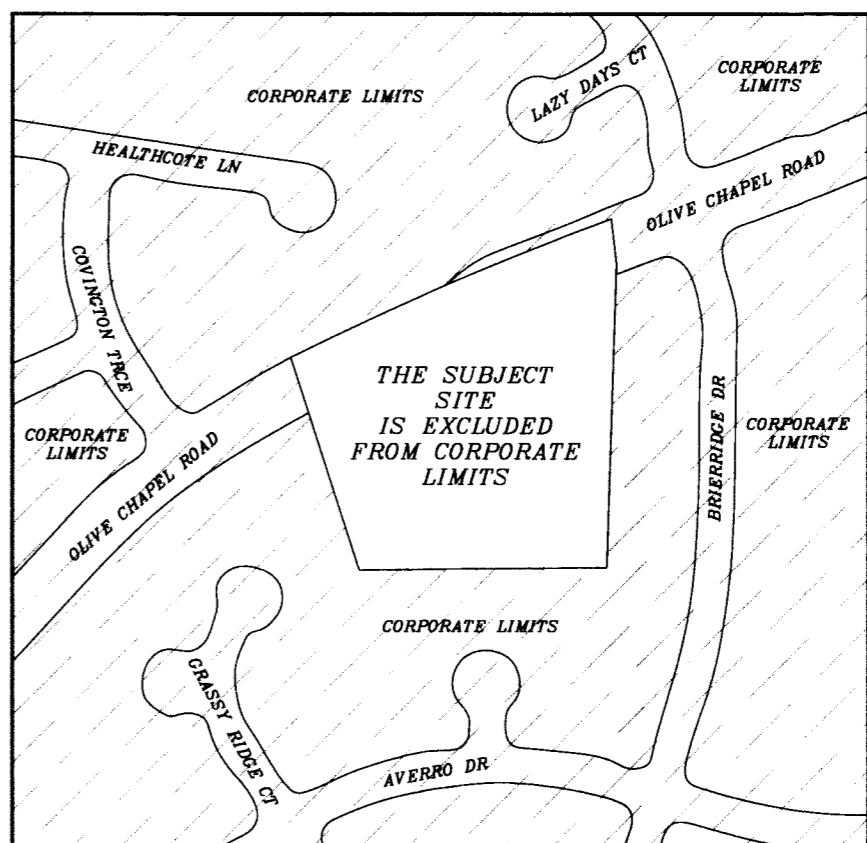 CORPORATE LIMITS
LAZY DAYS CT
CORPORATE
LIMITS
HEALTHCOTE LN
OLIVE CHAPEL ROAD
COVINGTON TRCE
THE SUBJECT
SITE
IS EXCLUDED
FROM CORPORATE
LIMITS
BRIERRIDGE DR
CORPORATE
LIMITS
CORPORATE
LIMITS
OLIVE CHAPEL ROAD
CORPORATE LIMITS
GRASSY RIDGE CT
AVERRO DR